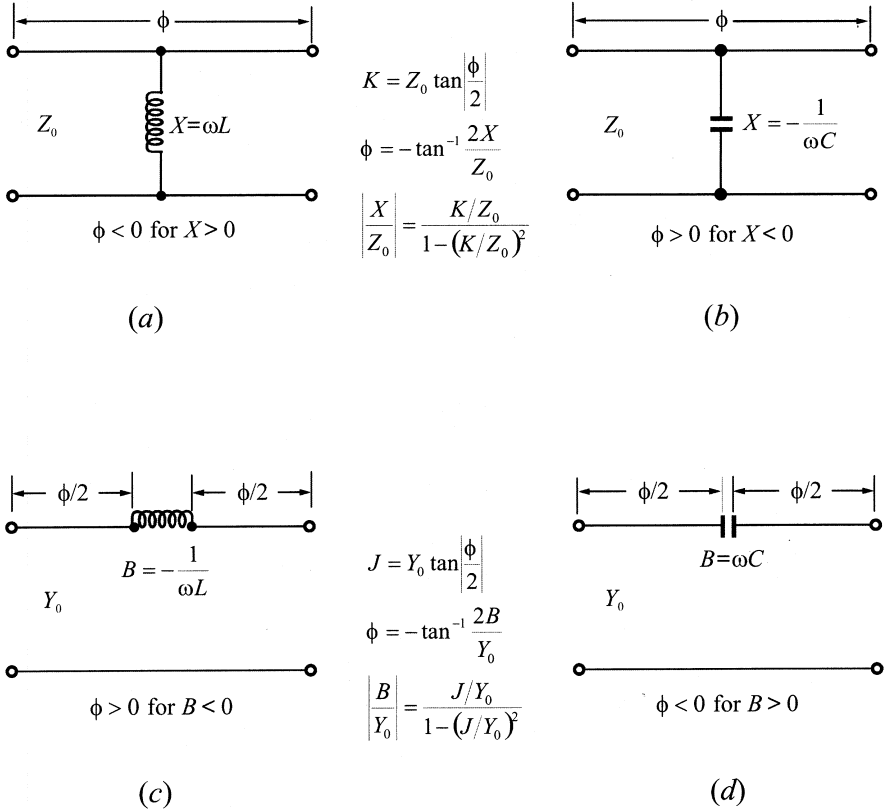 ϕ
Z₀
X=ωL
ϕ < 0 for X > 0
(a)
K = Z₀ tan|ϕ/2|
ϕ = −tan⁻¹ 2X/Z₀
|X/Z₀| = (K/Z₀)/(1−(K/Z₀)²)
ϕ
Z₀
X = −1/ωC
ϕ > 0 for X < 0
(b)
ϕ/2 ϕ/2
B = −1/ωL
Y₀
ϕ > 0 for B < 0
(c)
J = Y₀ tan|ϕ/2|
ϕ = −tan⁻¹ 2B/Y₀
|B/Y₀| = (J/Y₀)/(1−(J/Y₀)²)
ϕ/2 ϕ/2
B=ωC
Y₀
ϕ < 0 for B > 0
(d)